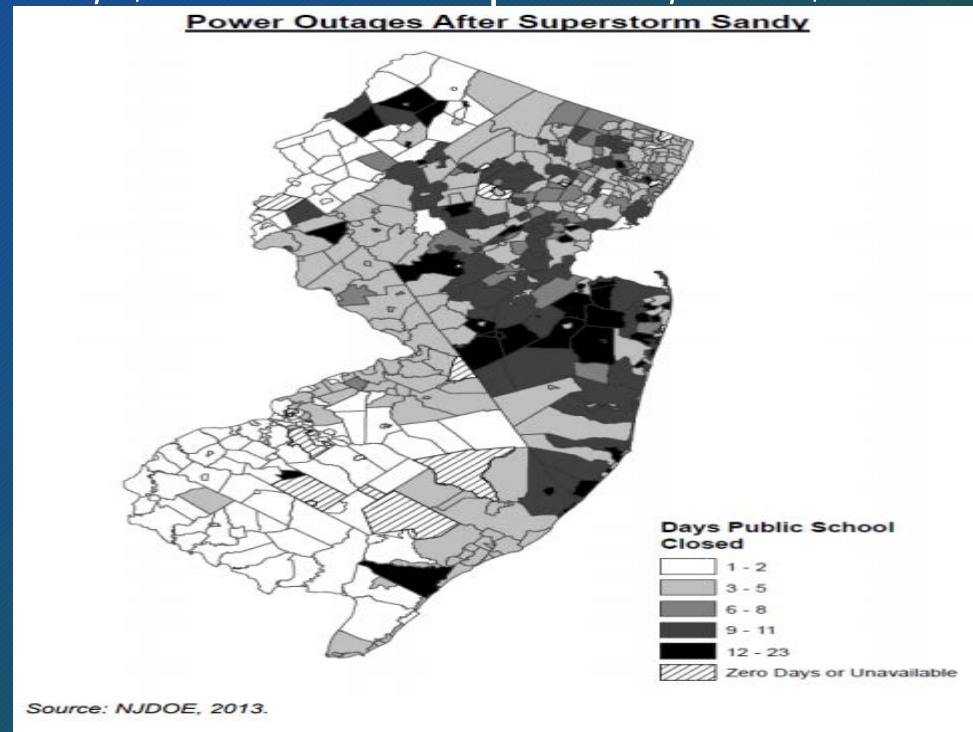 Power Outages After Superstorm Sandy
Days Public School
Closed
1 - 2
3 - 5
6 - 8
9 - 11
12 - 23
Zero Days or Unavailable
Source: NJDOE, 2013.